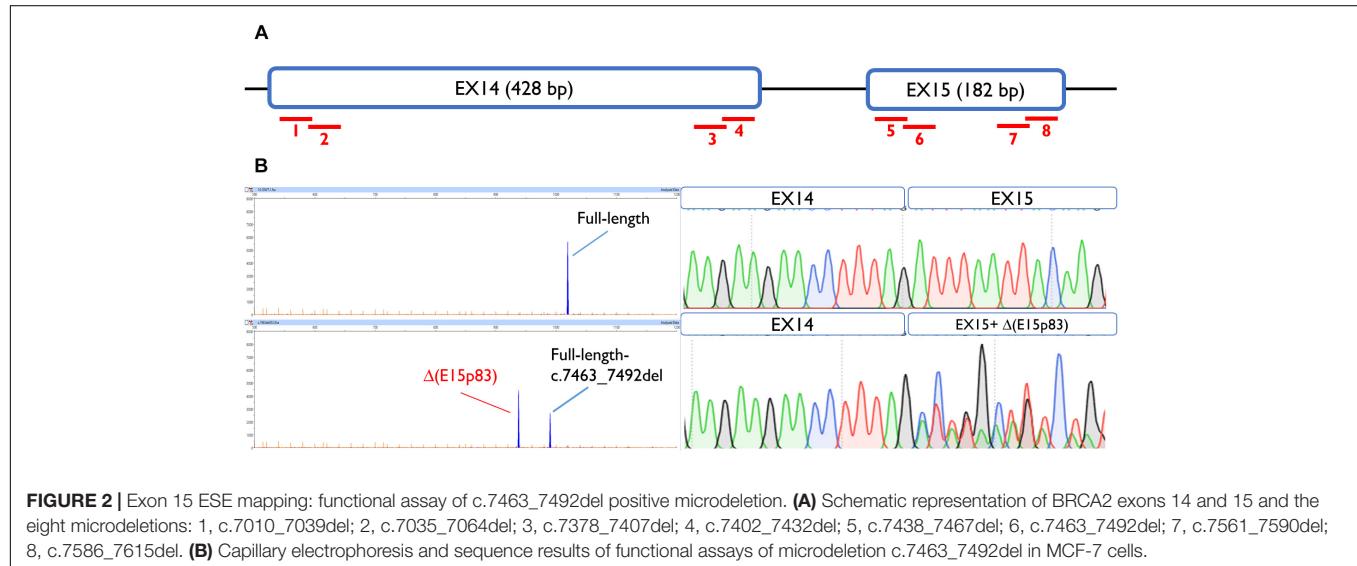 A
EX14 (428 bp)
EX15 (182 bp)
1
2
3
4
5
6
7
8
B
EX14
EX15
Full-length
EX14
EX15+ Δ(E15p83)
Δ(E15p83)
Full-length-
c.7463_7492del
FIGURE 2 | Exon 15 ESE mapping: functional assay of c.7463_7492del positive microdeletion. (A) Schematic representation of BRCA2 exons 14 and 15 and the
eight microdeletions: 1, c.7010_7039del; 2, c.7035_7064del; 3, c.7378_7407del; 4, c.7402_7432del; 5, c.7438_7467del; 6, c.7463_7492del; 7, c.7561_7590del;
8, c.7586_7615del. (B) Capillary electrophoresis and sequence results of functional assays of microdeletion c.7463_7492del in MCF-7 cells.